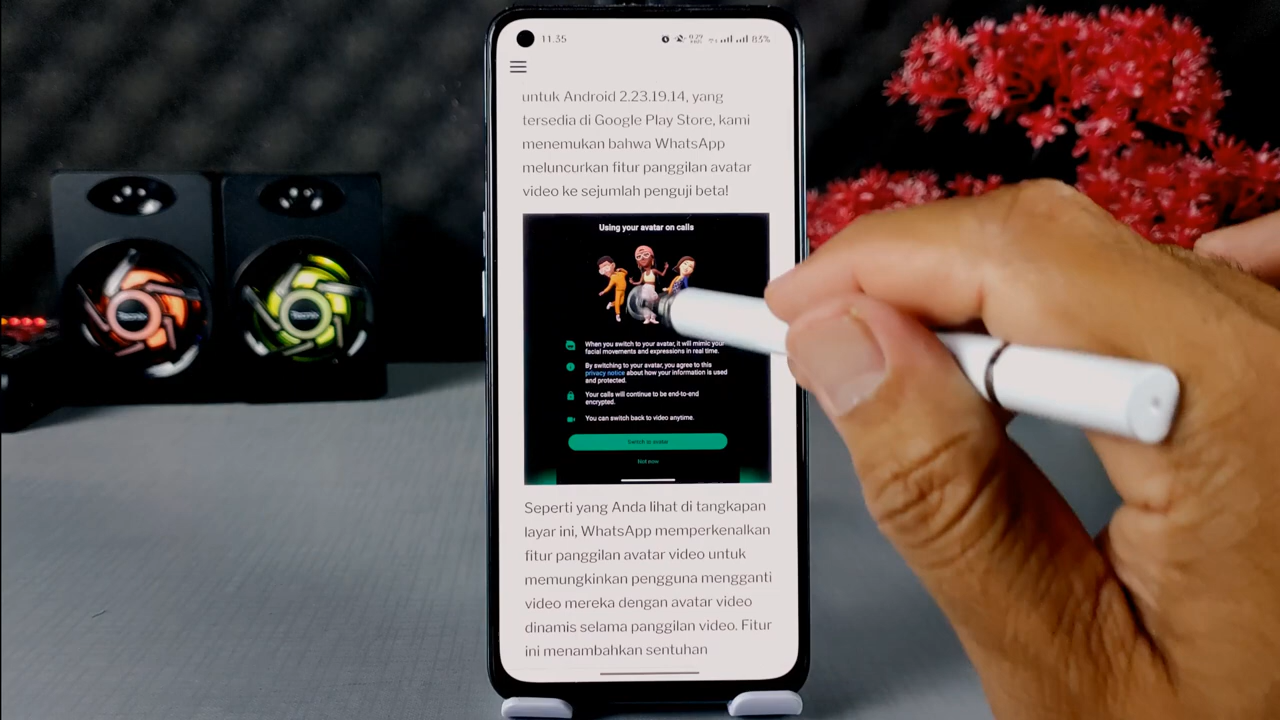 11.35
83%
untuk Android 2.23.19.14, yang
tersedia di Google Play Store, kami
menemukan bahwa WhatsApp
meluncurkan fitur panggilan avatar
video ke sejumlah penguji beta!
Using your avatar on calls
When you switch to your avatar, it will mimic your
facial movements and expressions in real time.
By switching to your avatar, you agree to this
privacy notice about how your information is used
and protected.
Your calls will continue to be end-to-end
encrypted.
You can switch back to video anytime.
Switch to avatar
Not now
Seperti yang Anda lihat di tangkapan
layar ini, WhatsApp memperkenalkan
fitur panggilan avatar video untuk
memungkinkan pengguna mengganti
video mereka dengan avatar video
dinamis selama panggilan video. Fitur
ini menambahkan sentuhan